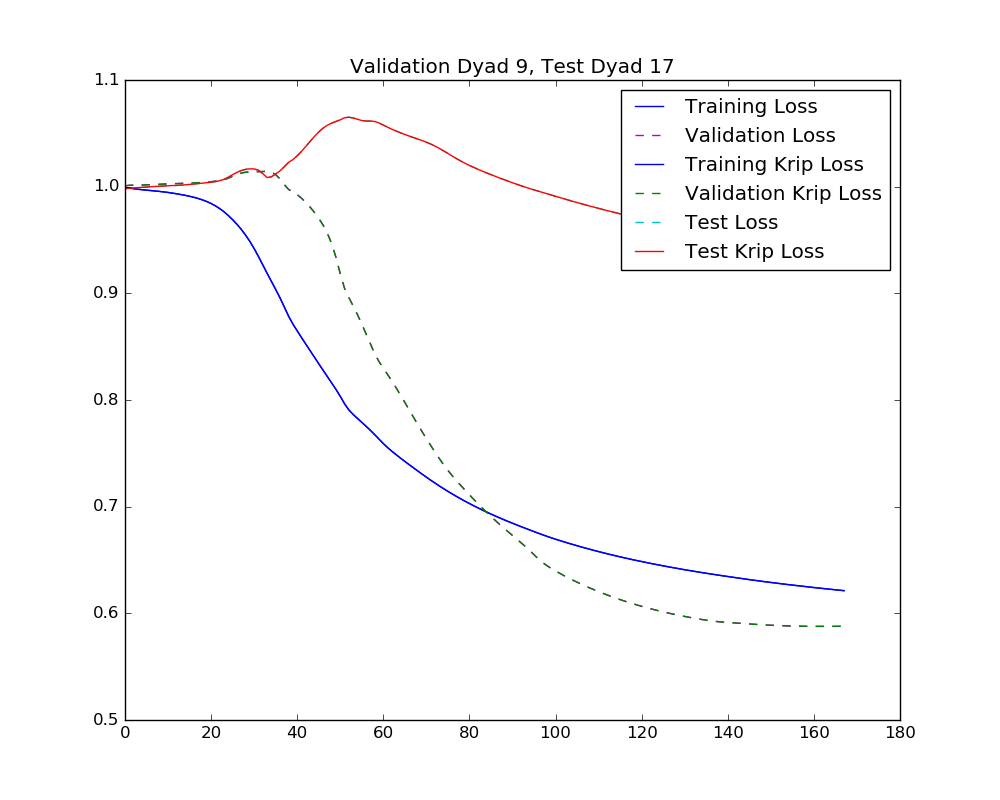 Validation Dyad 9, Test Dyad 17
1.1
1.0
0.9
0.8
0.7
0.6
0.5
0 20 40 60 80 100 120 140 160 180
Training Loss
Validation Loss
Training Krip Loss
Validation Krip Loss
Test Loss
Test Krip Loss